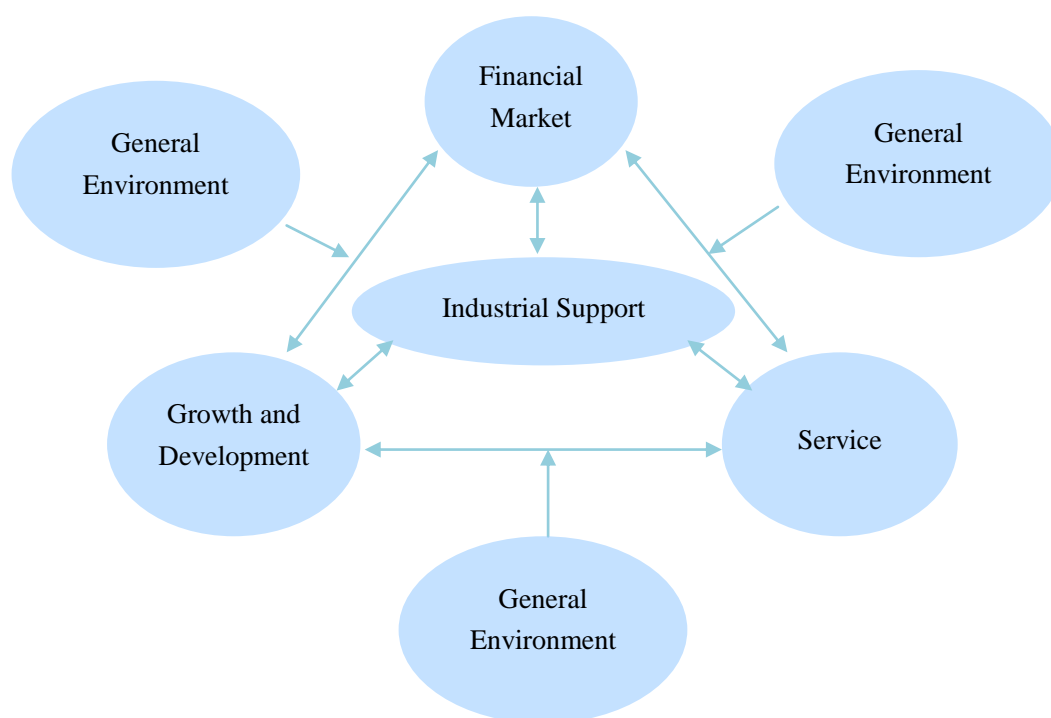 Financial
Market
General
Environment
General
Environment
Industrial Support
Growth and
Development
Service
General
Environment